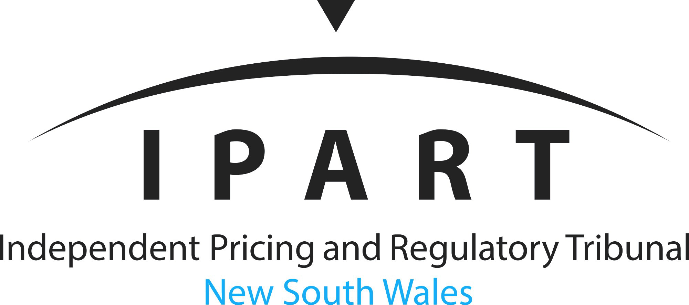 IPART
Independent Pricing and Regulatory Tribunal
New South Wales